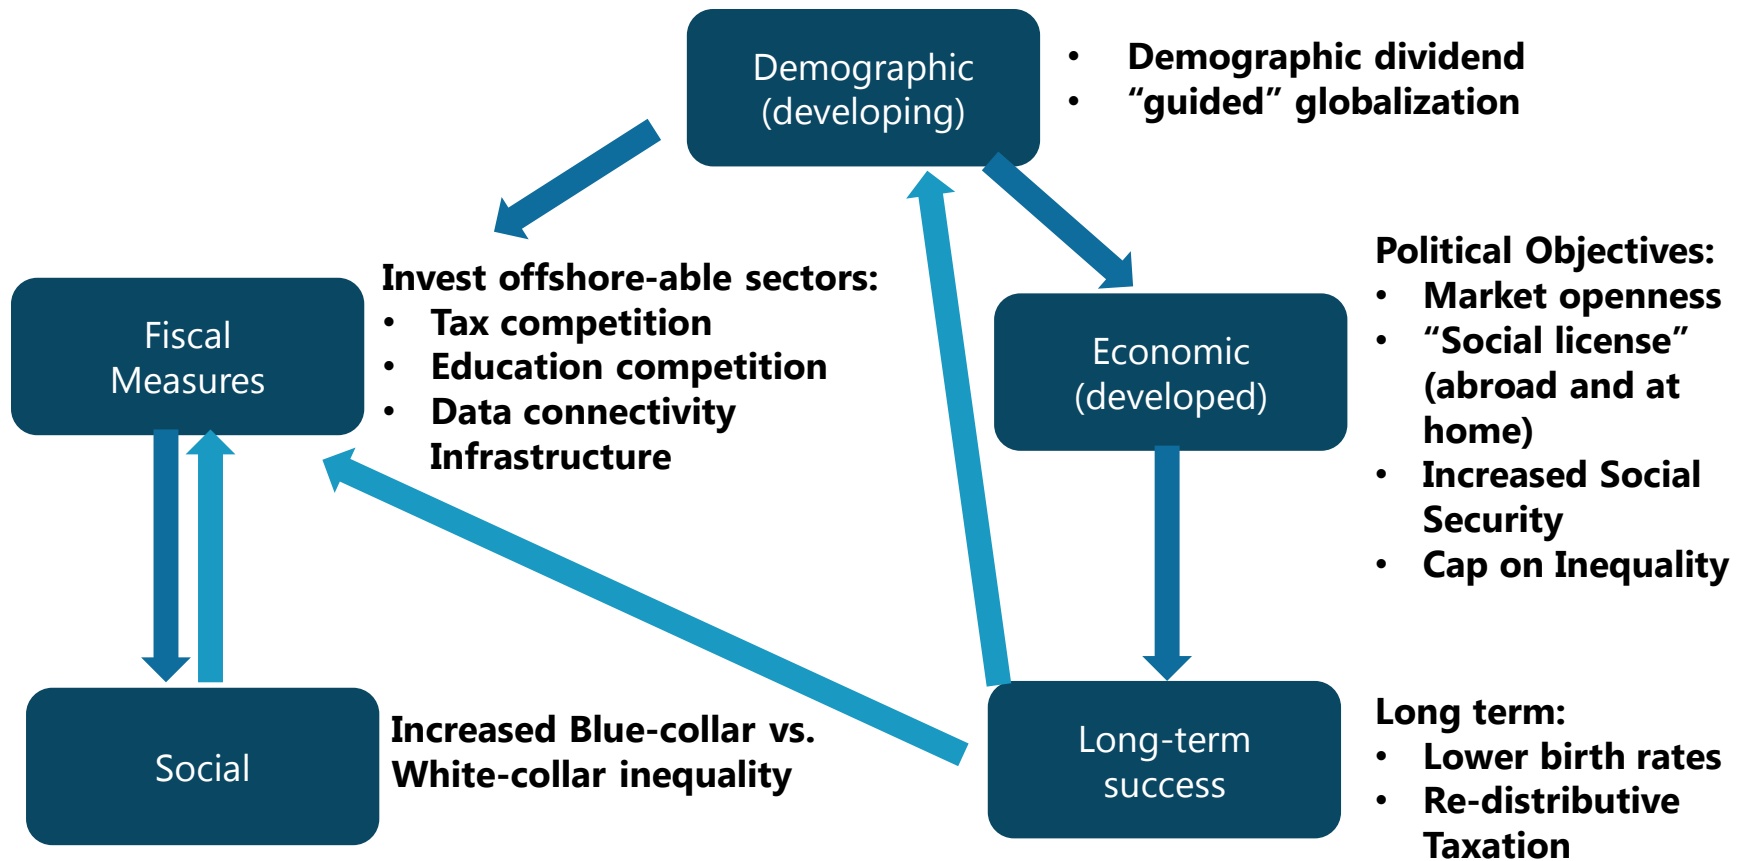 Demographic
(developing)
• Demographic dividend
• “guided” globalization
Fiscal
Measures
Invest offshore-able sectors:
• Tax competition
• Education competition
• Data connectivity
Infrastructure
Economic
(developed)
Political Objectives:
• Market openness
• “Social license”
(abroad and at
home)
• Increased Social
Security
• Cap on Inequality
Social
Increased Blue-collar vs.
White-collar inequality
Long-term
success
Long term:
• Lower birth rates
• Re-distributive
Taxation